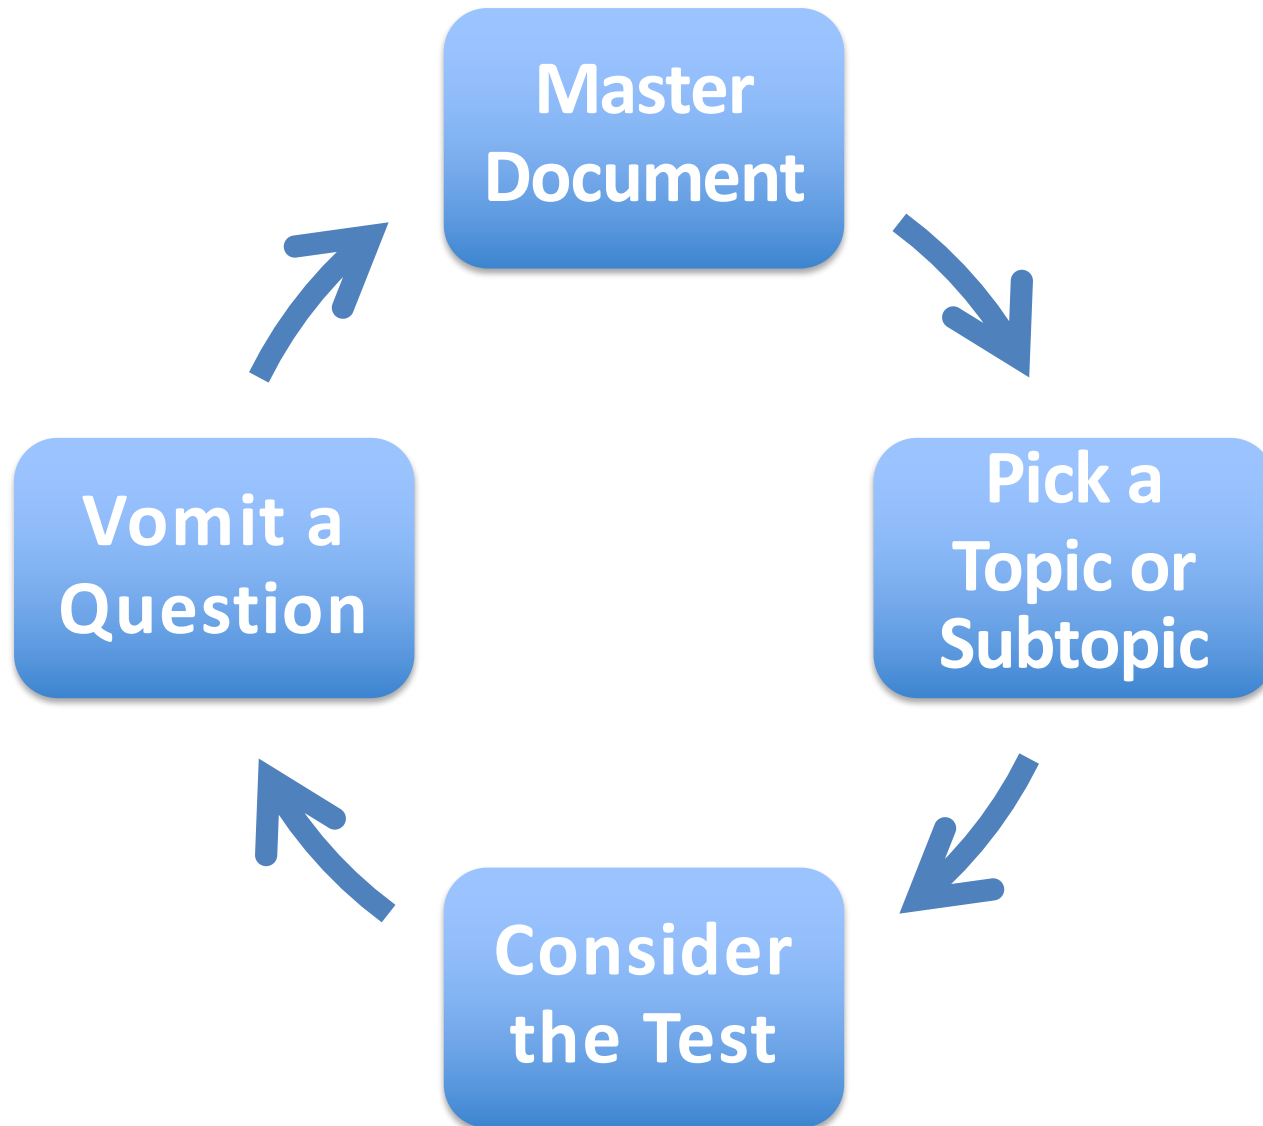 Master
Document
Pick a
Topic or
Subtopic
Consider
the Test
Vomit a
Question